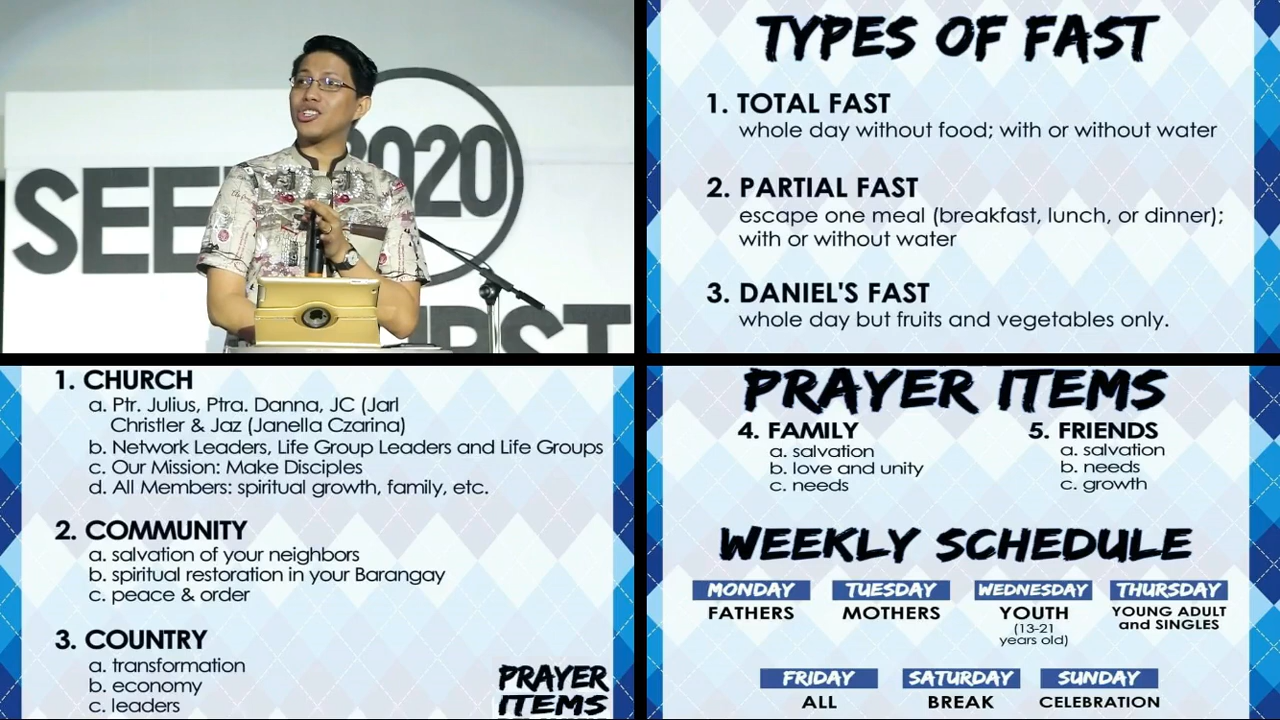 SEE
2020
TYPES OF FAST
1. TOTAL FAST
whole day without food; with or without water
2. PARTIAL FAST
escape one meal (breakfast, lunch, or dinner);
with or without water
3. DANIEL'S FAST
whole day but fruits and vegetables only.
1. CHURCH
a. Ptr. Julius, Ptra. Danna, JC (Jarl
Christler & Jaz (Janella Czarina)
b. Network Leaders, Life Group Leaders and Life Groups
c. Our Mission: Make Disciples
d. All Members: spiritual growth, family, etc.
2. COMMUNITY
a. salvation of your neighbors
b. spiritual restoration in your Barangay
c. peace & order
3. COUNTRY
a. transformation
b. economy
c. leaders
PRAYER
ITEMS
PRAYER ITEMS
4. FAMILY
a. salvation
b. love and unity
c. needs
5. FRIENDS
a. salvation
b. needs
c. growth
WEEKLY SCHEDULE
MONDAY
FATHERS
TUESDAY
MOTHERS
WEDNESDAY
YOUTH
(13-21
years old)
THURSDAY
YOUNG ADULT
and SINGLES
FRIDAY
ALL
SATURDAY
BREAK
SUNDAY
CELEBRATION